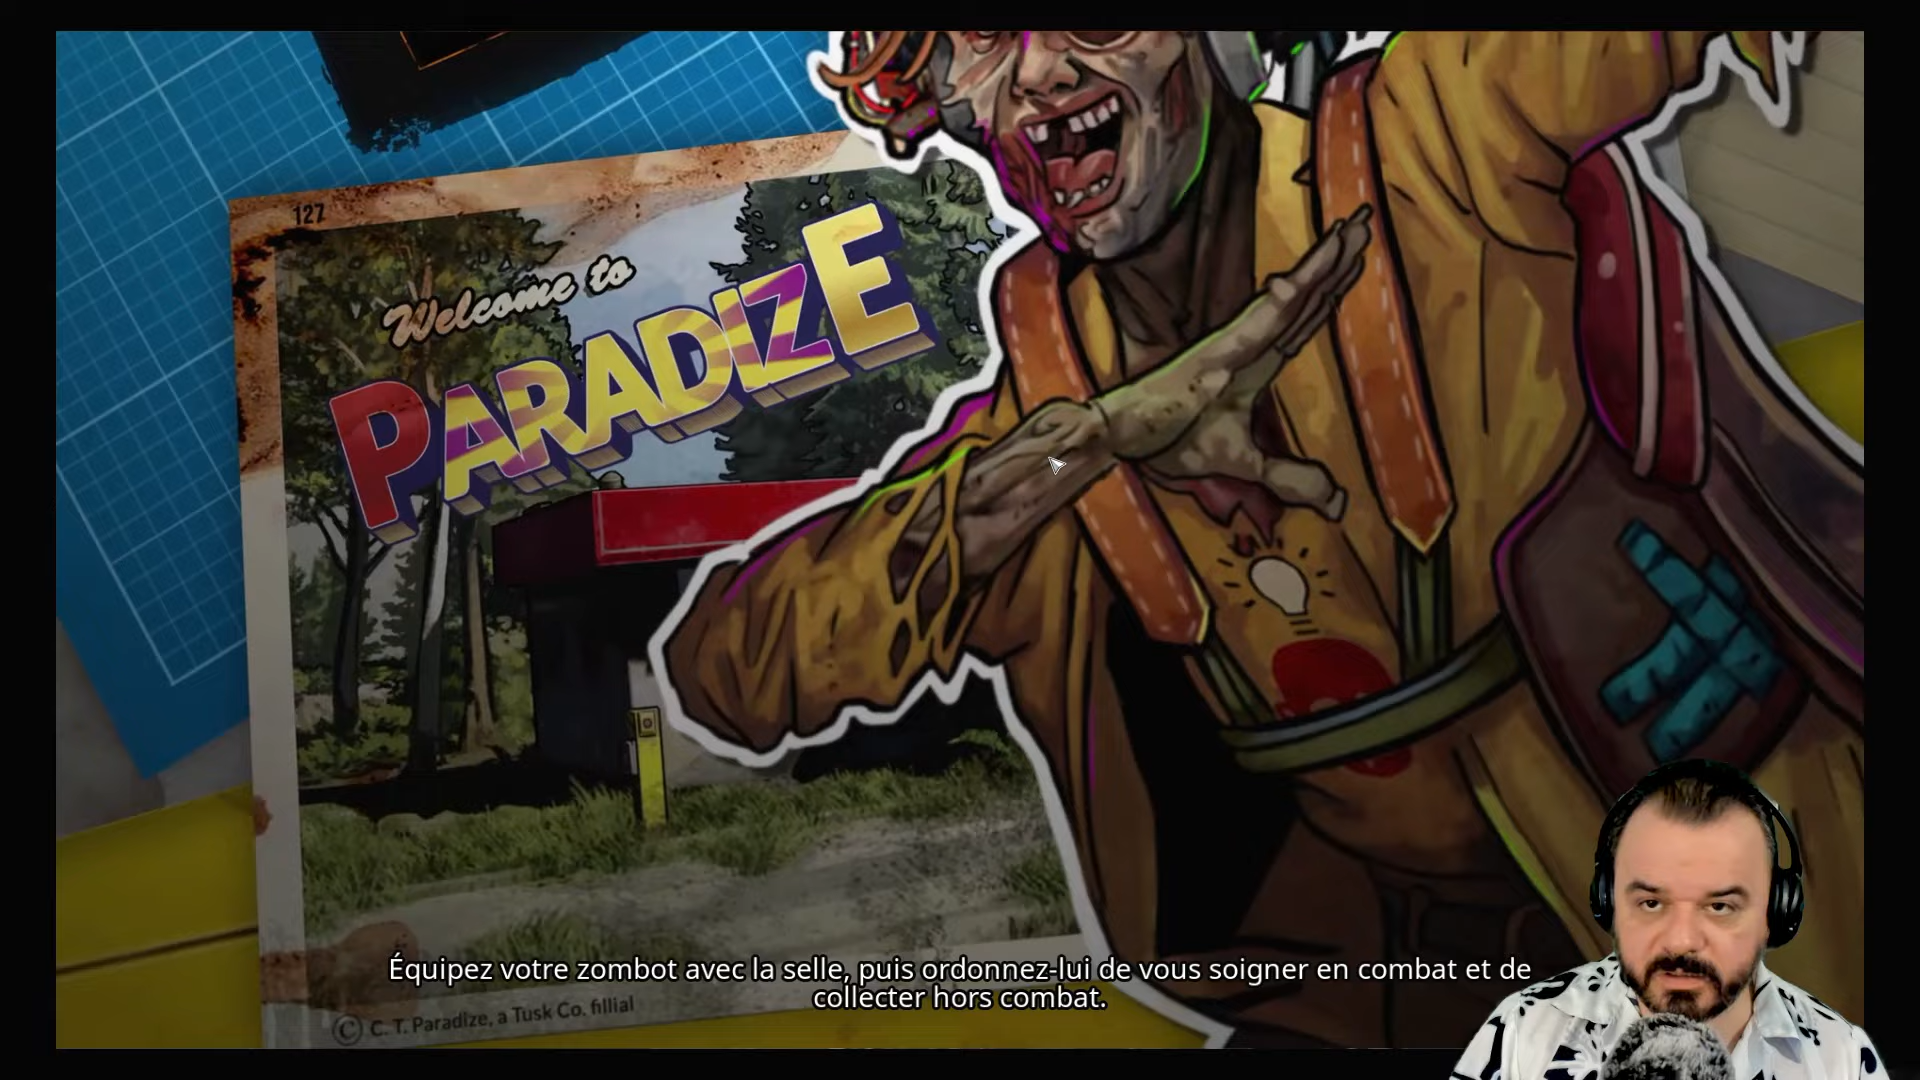 127
Welcome to
PARADIZE
Équipez votre zombot avec la selle, puis ordonnez-lui de vous soigner en combat et de
collecter hors combat.
© C. T. Paradize, a Tusk Co. fillial